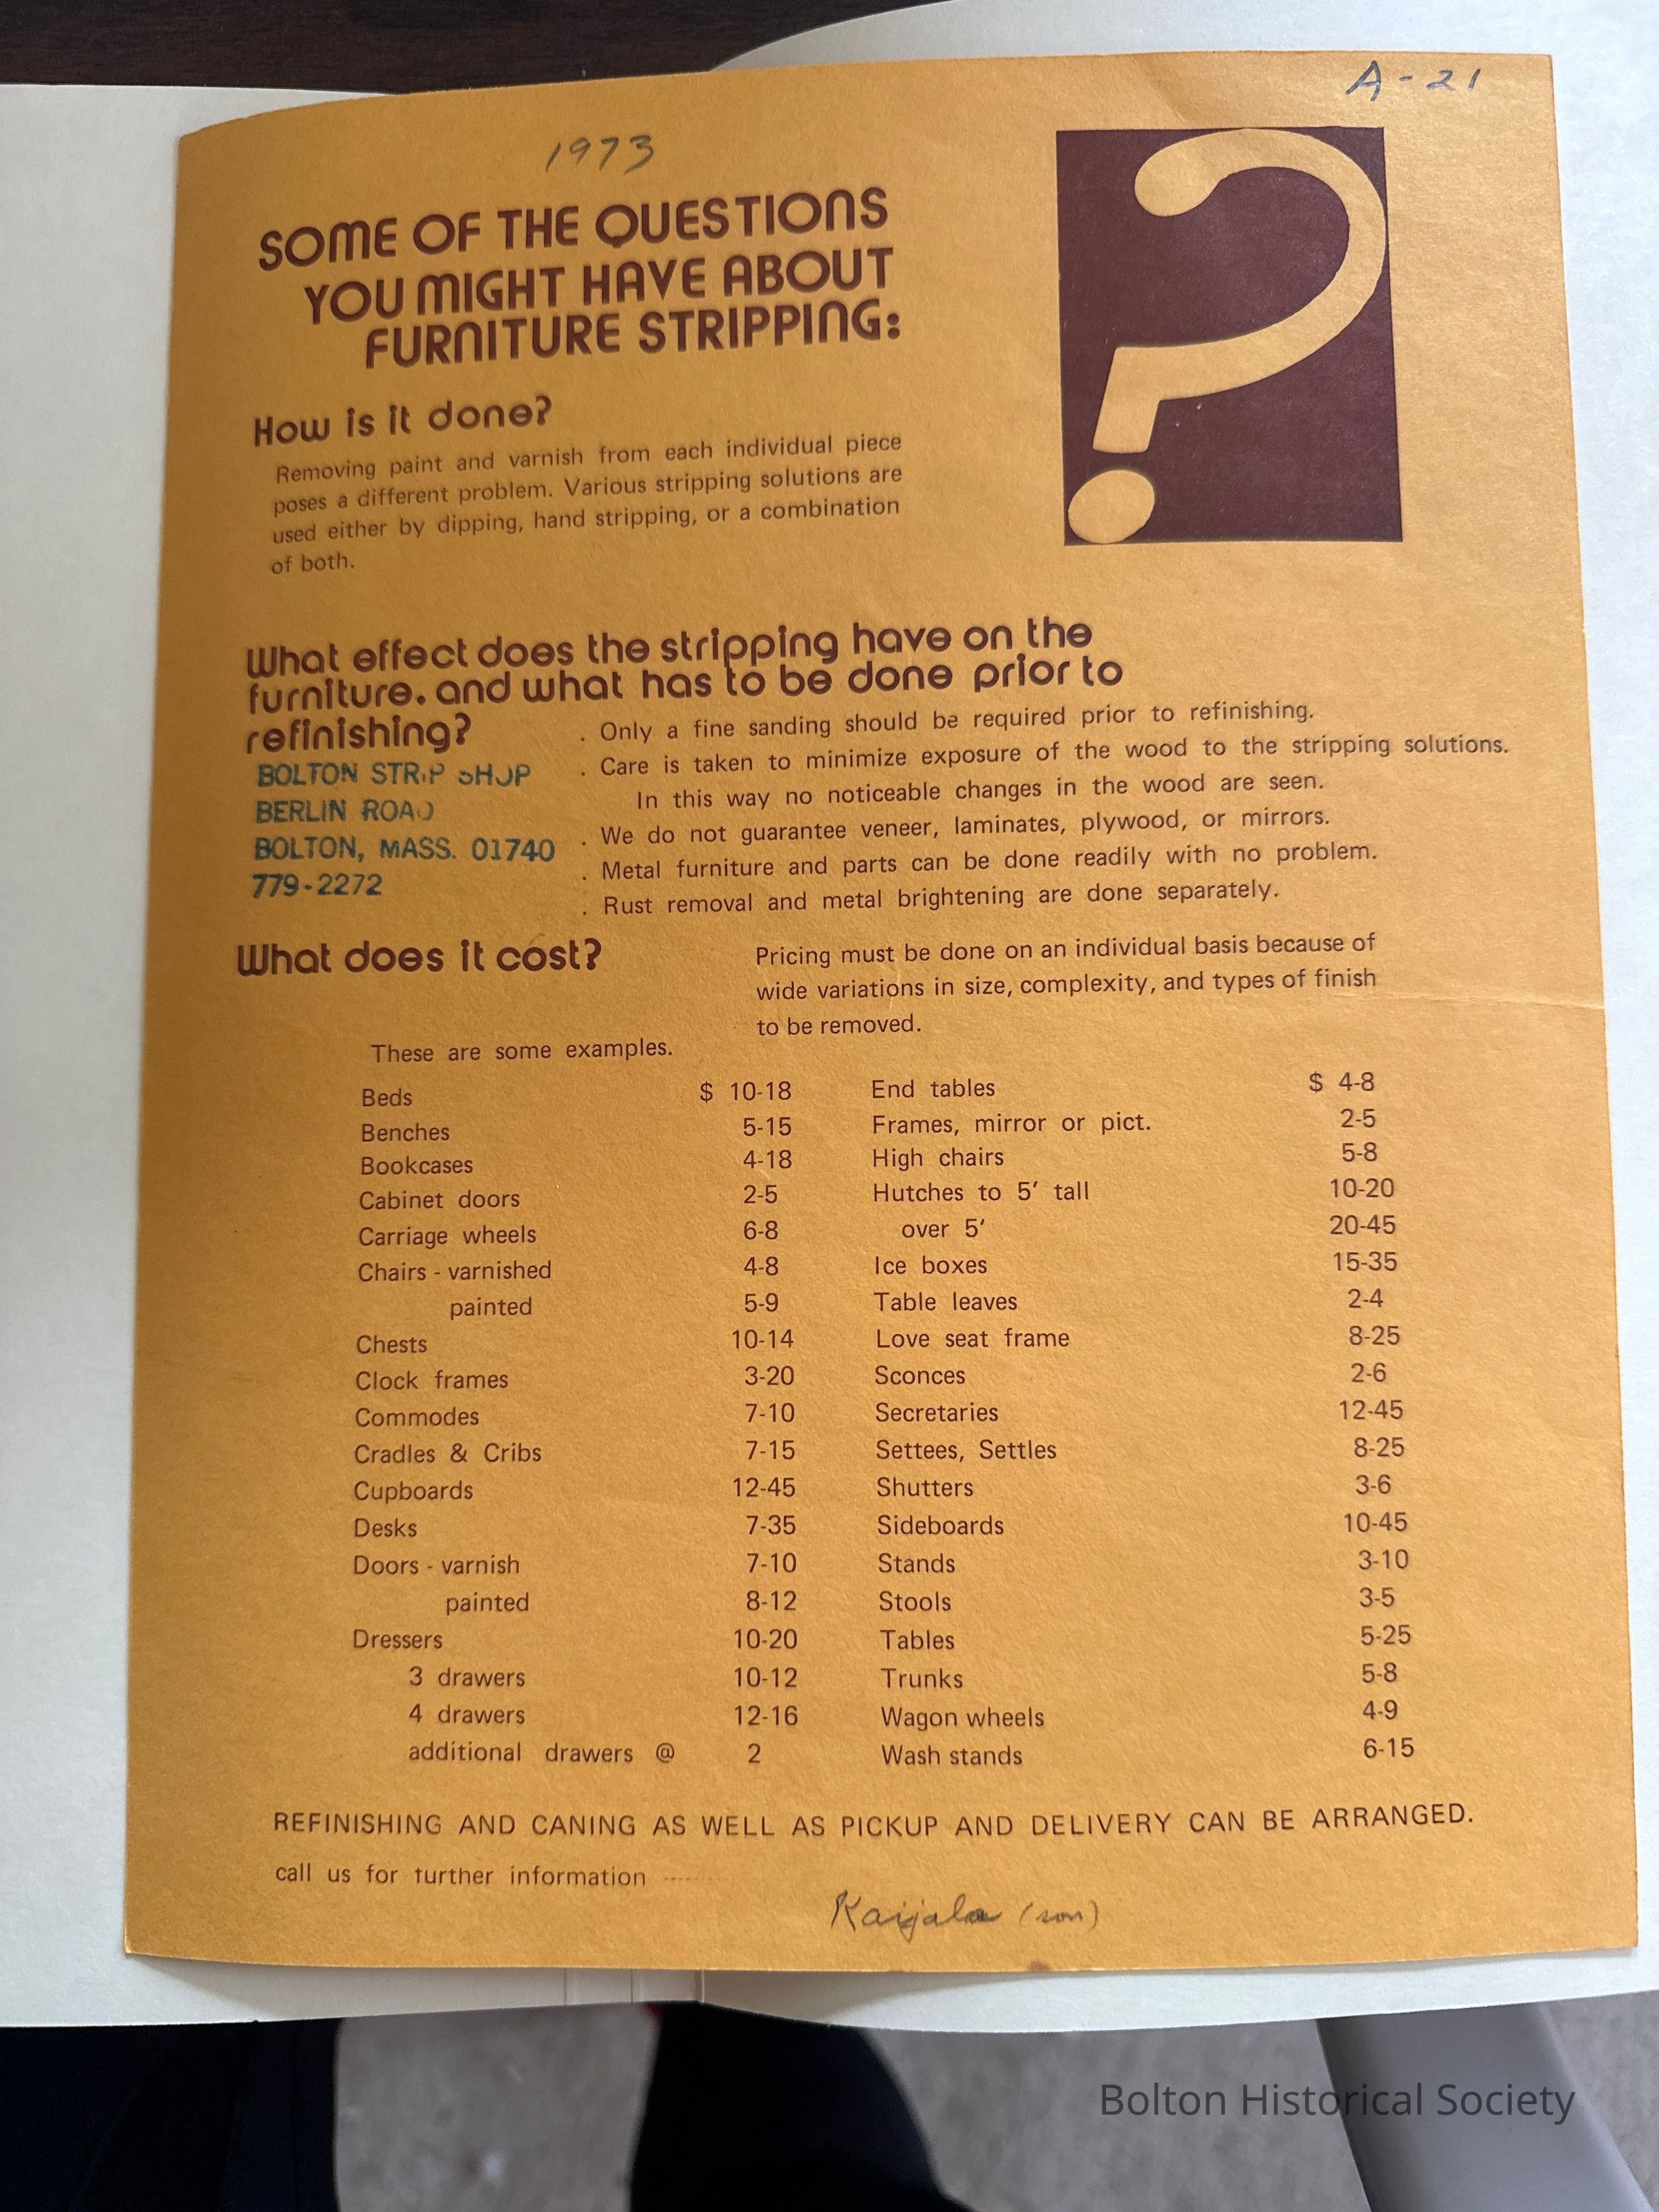 A-21
1973
SOME OF THE QUESTIONS
YOU MIGHT HAVE ABOUT
FURNITURE STRIPPING:
?
How is it done?
Removing paint and varnish from each individual piece
poses a different problem. Various stripping solutions are
used either by dipping, hand stripping, or a combination
of both.
What effect does the stripping have on the
furniture. and what has to be done prior to
refinishing?
. Only a fine sanding should be required prior to refinishing.
. Care is taken to minimize exposure of the wood to the stripping solutions.
In this way no noticeable changes in the wood are seen.
. We do not guarantee veneer, laminates, plywood, or mirrors.
. Metal furniture and parts can be done readily with no problem.
. Rust removal and metal brightening are done separately.
BOLTON STRIP SHOP
BERLIN ROAD
BOLTON, MASS. 01740
779-2272
What does it cost?
Pricing must be done on an individual basis because of
wide variations in size, complexity, and types of finish
to be removed.
These are some examples.
Beds $ 10-18
Benches 5-15
Bookcases 4-18
Cabinet doors 2-5
Carriage wheels 6-8
Chairs - varnished 4-8
painted 5-9
Chests 10-14
Clock frames 3-20
Commodes 7-10
Cradles & Cribs 7-15
Cupboards 12-45
Desks 7-35
Doors - varnish 7-10
painted 8-12
Dressers 10-20
3 drawers 10-12
4 drawers 12-16
additional drawers @ 2
End tables $ 4-8
Frames, mirror or pict. 2-5
High chairs 5-8
Hutches to 5' tall 10-20
over 5' 20-45
Ice boxes 15-35
Table leaves 2-4
Love seat frame 8-25
Sconces 2-6
Secretaries 12-45
Settees, Settles 8-25
Shutters 3-6
Sideboards 10-45
Stands 3-10
Stools 3-5
Tables 5-25
Trunks 5-8
Wagon wheels 4-9
Wash stands 6-15
REFINISHING AND CANING AS WELL AS PICKUP AND DELIVERY CAN BE ARRANGED.
call us for further information --------
Kaijala (son)
Bolton Historical Society